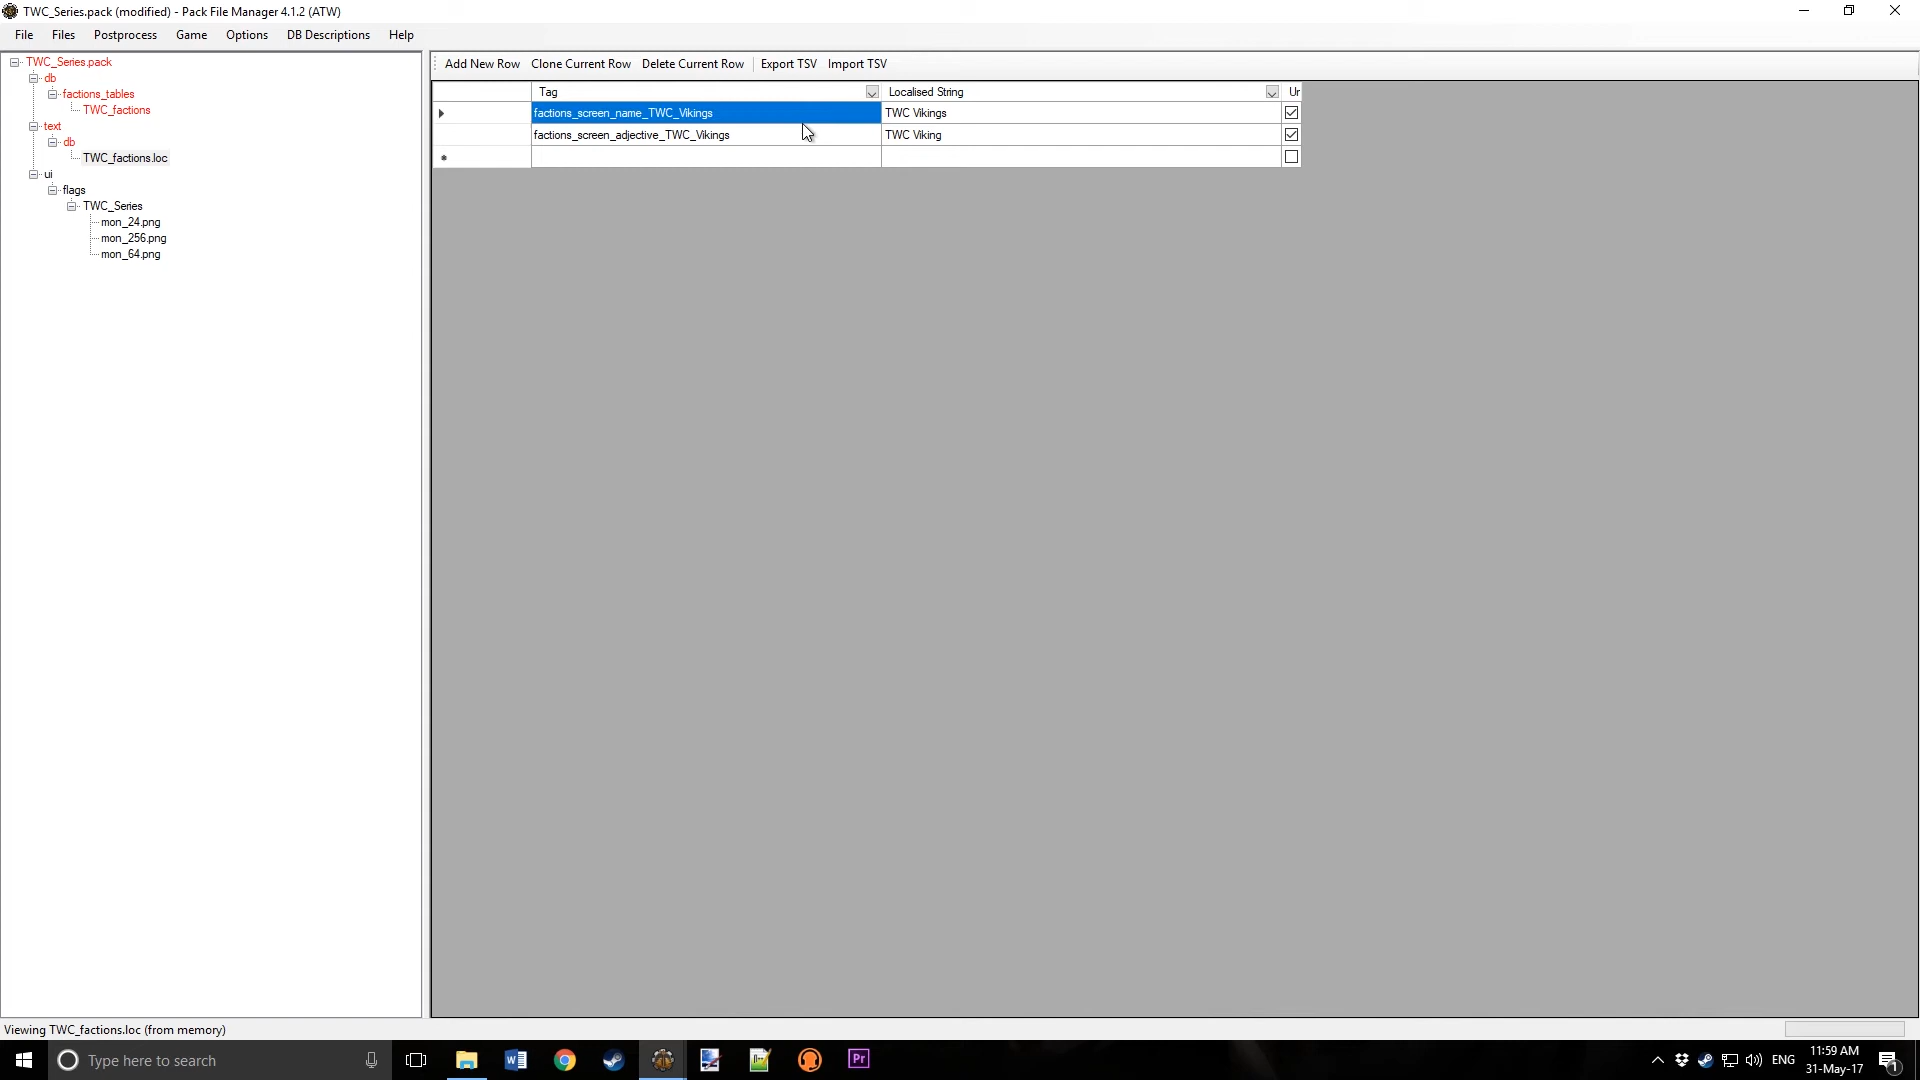 TWC_Series.pack (modified) - Pack File Manager 4.1.2 (ATW)
File Files Postprocess Game Options DB Descriptions Help
TWC_Series.pack
db
factions_tables
TWC_factions
text
db
TWC_factions.loc
ui
flags
TWC_Series
mon_24.png
mon_256.png
mon_64.png
Add New Row Clone Current Row Delete Current Row Export TSV Import TSV
Tag Localised String Ur
factions_screen_name_TWC_Vikings TWC Vikings
factions_screen_adjective_TWC_Vikings TWC Viking
Viewing TWC_factions.loc (from memory)
Type here to search
Pr
ENG
11:59 AM
31-May-17
1